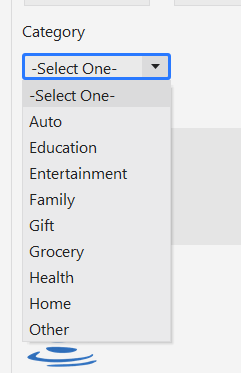 Category
-Select One-
-Select One-
Auto
Education
Entertainment
Family
Gift
Grocery
Health
Home
Other